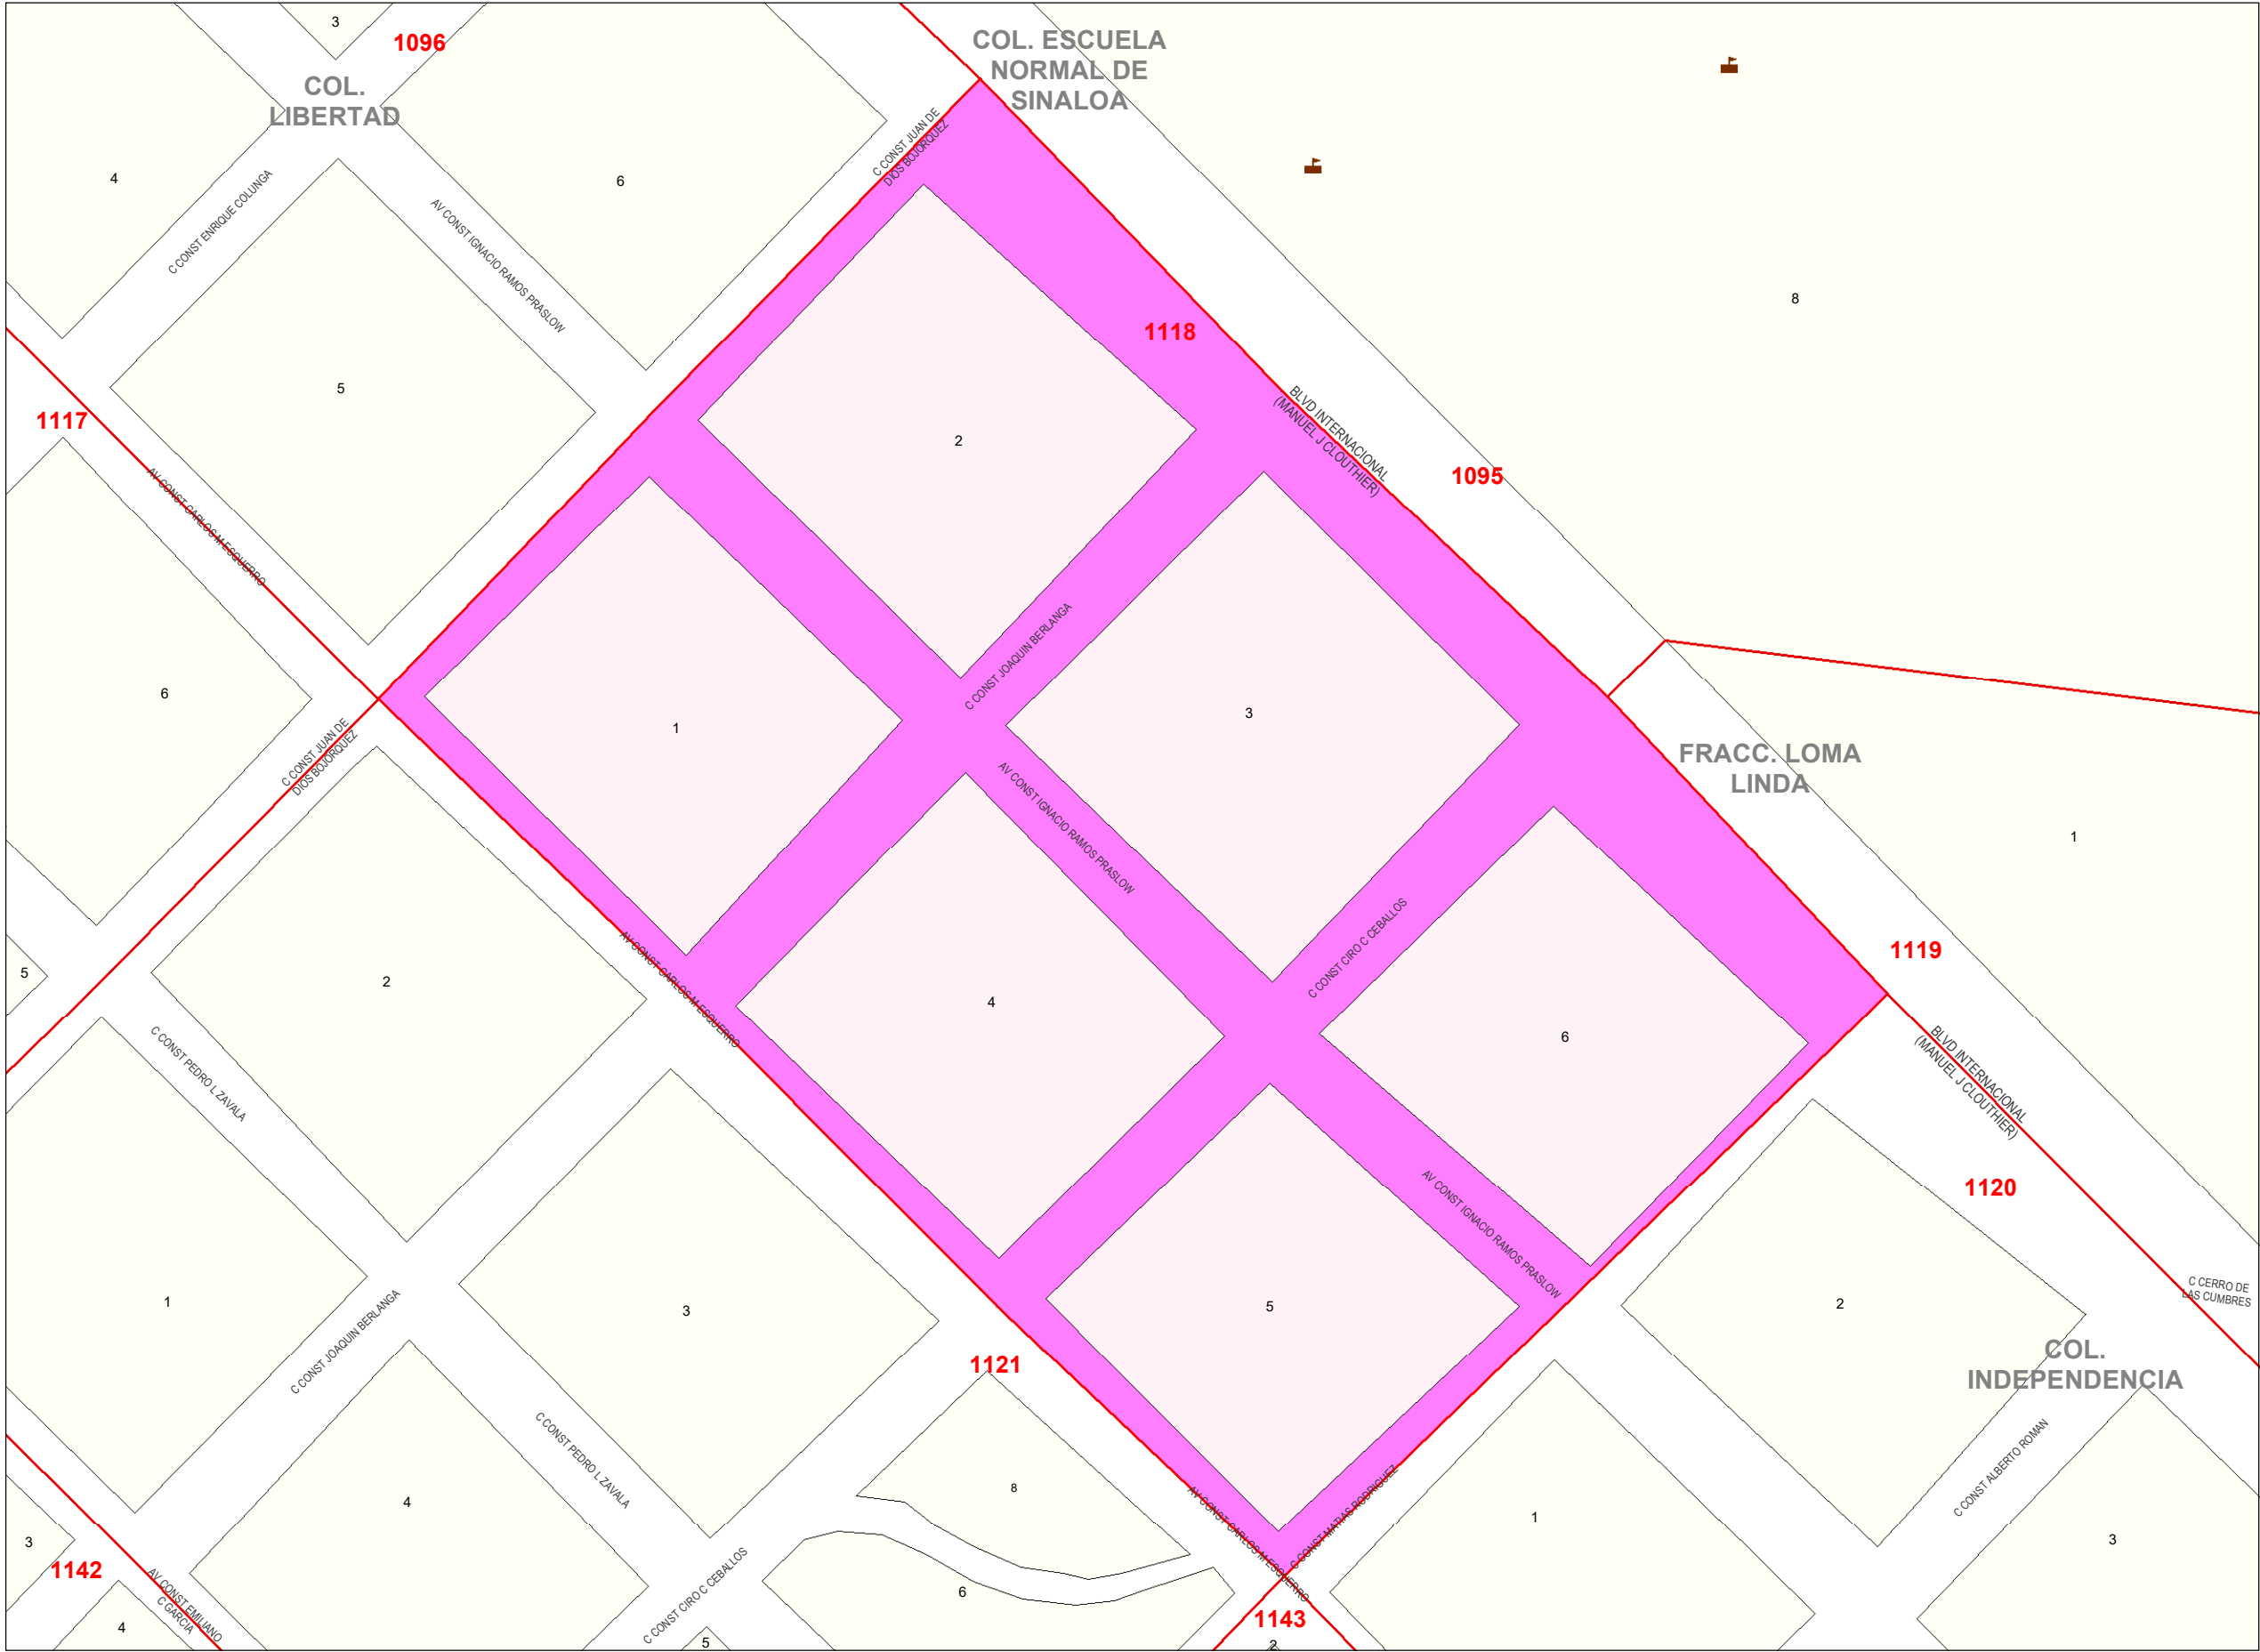 3
1096
COL. ESCUELA
NORMAL DE
SINALOA
COL.
LIBERTAD
4
6
8
C CONST JUAN DE
DIOS BOJORQUEZ
C CONST ENRIQUE COLUNGA
AV CONST IGNACIO RAMOS PRASLOW
1118
5
1117
2
BLVD INTERNACIONAL
(MANUEL J CLOUTHIER)
1095
AV CONST CARLOS M ESQUERRO
6
1
C CONST JOAQUIN BERLANGA
3
C CONST JUAN DE
DIOS BOJORQUEZ
FRACC. LOMA
LINDA
1
AV CONST IGNACIO RAMOS PRASLOW
5
2
AV CONST CARLOS M ESQUERRO
4
C CONST CIRO C CEBALLOS
6
1119
C CONST PEDRO L ZAVALA
BLVD INTERNACIONAL
(MANUEL J CLOUTHIER)
1120
AV CONST IGNACIO RAMOS PRASLOW
1
C CONST JOAQUIN BERLANGA
3
5
2
C CERRO DE
LAS CUMBRES
1121
COL.
INDEPENDENCIA
C CONST PEDRO L ZAVALA
4
8
AV CONST CARLOS M ESQUERRO
C CONST MATIAS RODRIGUEZ
1
C CONST ALBERTO ROMAN
3
3
1142
AV CONST EMILIANO
C GARCIA
4
C CONST CIRO C CEBALLOS
6
5
1143
2